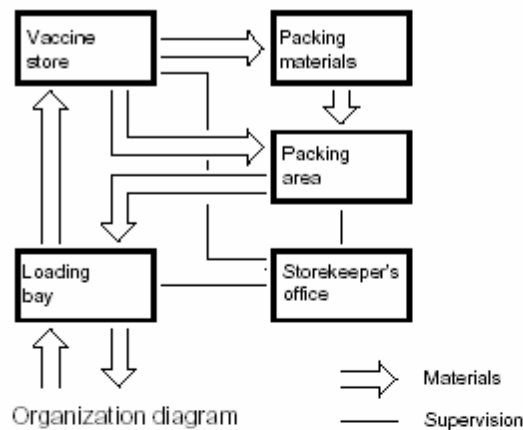 Vaccine
store
Packing
materials
Packing
area
Loading
bay
Storekeeper's
office
Materials
Organization diagram
Supervision